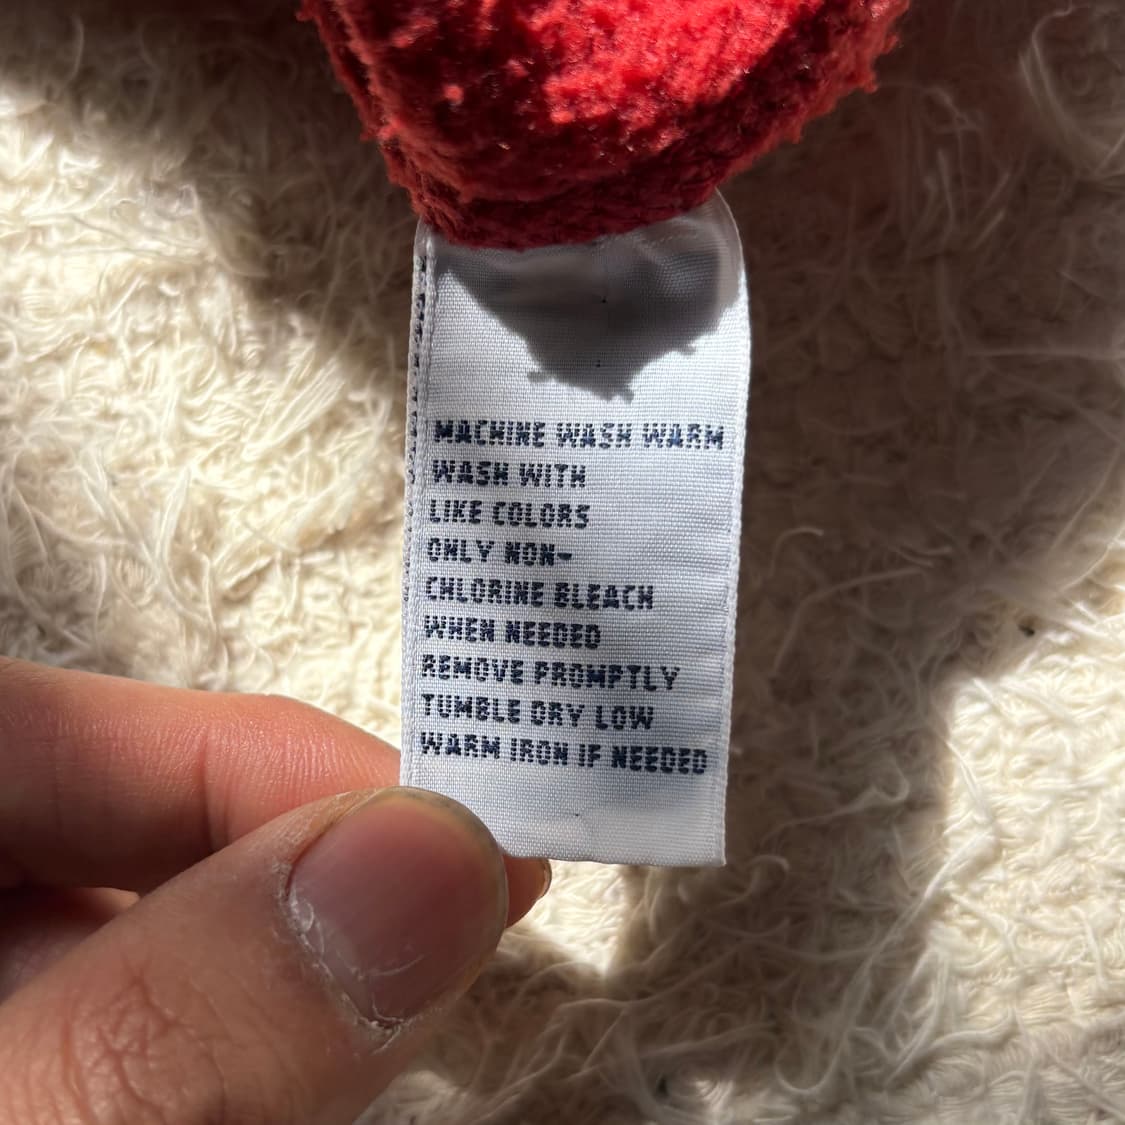 MACHINE WASH WARM
WASH WITH
LIKE COLORS
ONLY NON-
CHLORINE BLEACH
WHEN NEEDED
REMOVE PROMPTLY
TUMBLE DRY LOW
WARM IRON IF NEEDED